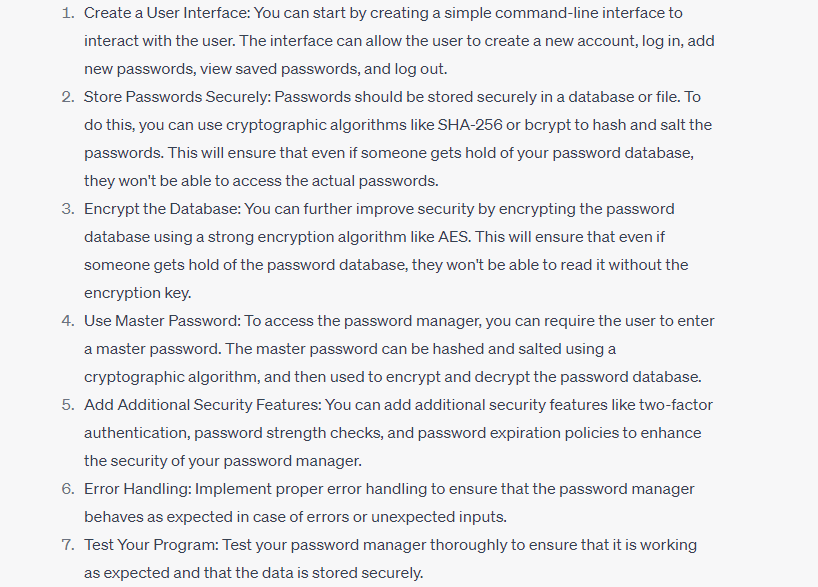 1. Create a User Interface: You can start by creating a simple command-line interface to
interact with the user. The interface can allow the user to create a new account, log in, add
new passwords, view saved passwords, and log out.
2. Store Passwords Securely: Passwords should be stored securely in a database or file. To
do this, you can use cryptographic algorithms like SHA-256 or bcrypt to hash and salt the
passwords. This will ensure that even if someone gets hold of your password database,
they won't be able to access the actual passwords.
3. Encrypt the Database: You can further improve security by encrypting the password
database using a strong encryption algorithm like AES. This will ensure that even if
someone gets hold of the password database, they won't be able to read it without the
encryption key.
4. Use Master Password: To access the password manager, you can require the user to enter
a master password. The master password can be hashed and salted using a
cryptographic algorithm, and then used to encrypt and decrypt the password database.
5. Add Additional Security Features: You can add additional security features like two-factor
authentication, password strength checks, and password expiration policies to enhance
the security of your password manager.
6. Error Handling: Implement proper error handling to ensure that the password manager
behaves as expected in case of errors or unexpected inputs.
7. Test Your Program: Test your password manager thoroughly to ensure that it is working
as expected and that the data is stored securely.